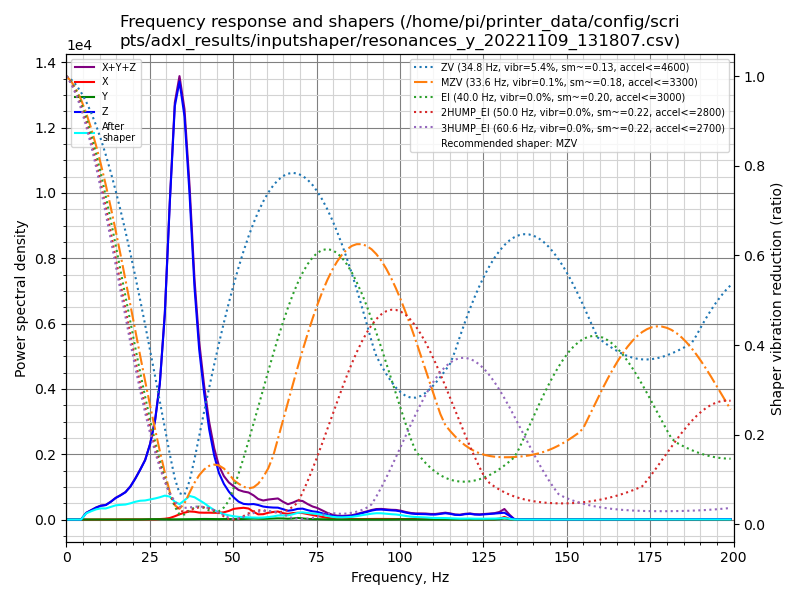 Frequency response and shapers (/home/pi/printer_data/config/scri
pts/adxl_results/inputshaper/resonances_y_20221109_131807.csv)
1e4
X+Y+Z
X
Y
Z
After
shaper
ZV (34.8 Hz, vibr=5.4%, sm~=0.13, accel<=4600)
MZV (33.6 Hz, vibr=0.1%, sm~=0.18, accel<=3300)
EI (40.0 Hz, vibr=0.0%, sm~=0.20, accel<=3000)
2HUMP_EI (50.0 Hz, vibr=0.0%, sm~=0.22, accel<=2800)
3HUMP_EI (60.6 Hz, vibr=0.0%, sm~=0.22, accel<=2700)
Recommended shaper: MZV
Power spectral density
1.4
1.2
1.0
0.8
0.6
0.4
0.2
0.0
1.0
0.8
0.6
0.4
0.2
0.0
Shaper vibration reduction (ratio)
0 25 50 75 100 125 150 175 200
Frequency, Hz